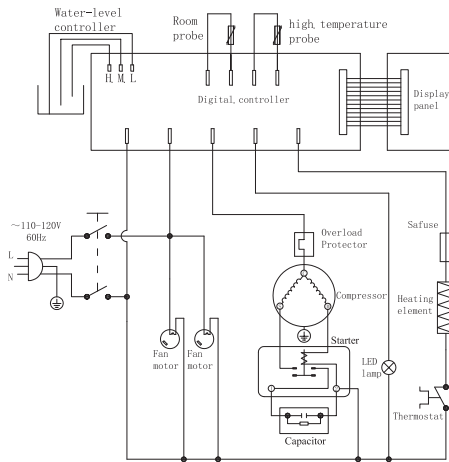 Water-level
controller
Room
probe
high. temperature
probe
H. M. L
Digital. controller
Display
panel
~110-120V
60Hz
L
N
Overload
Protector
Safuse
Compressor
Heating
element
Starter
Fan
motor
Fan
motor
LED
lamp
Thermostat
Capacitor